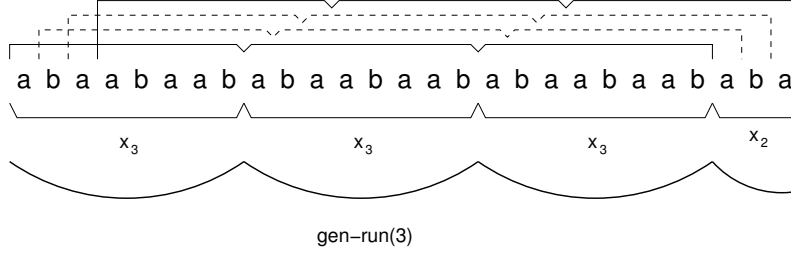 a b a a b a a b a b a a b a a b a b a a b a a b a b a
x3 x3 x3 x2
gen–run(3)